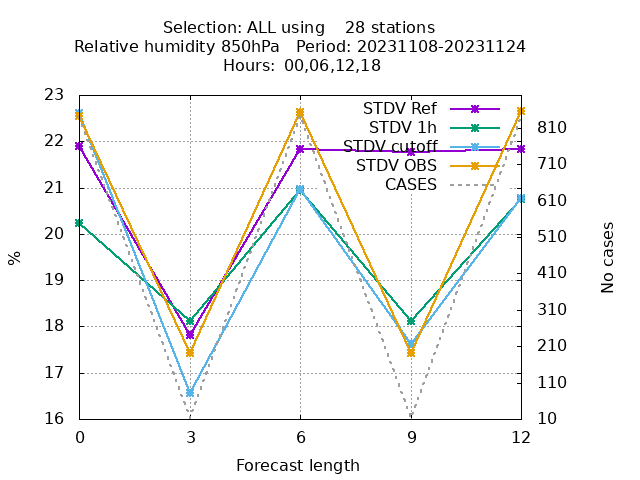 Selection: ALL using    28 stations
Relative humidity 850hPa   Period: 20231108-20231124
Hours: 00,06,12,18
STDV Ref
STDV 1h
STDV cutoff
STDV OBS
CASES
23
22
21
20
19
18
17
16
%
810
710
610
510
410
310
210
110
10
No cases
0 3 6 9 12
Forecast length